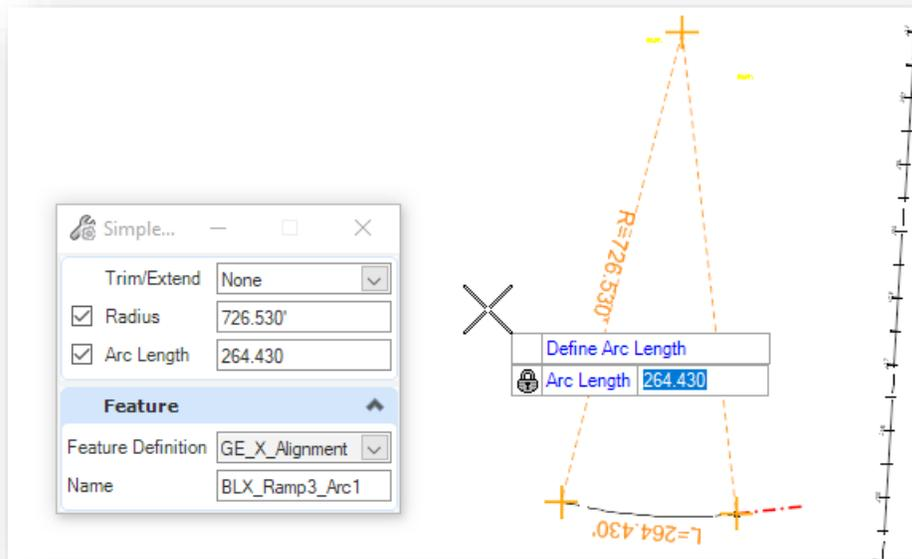 Simple...
Trim/Extend None
Radius 726.530'
Arc Length 264.430
Feature
Feature Definition GE_X_Alignment
Name BLX_Ramp3_Arc1
R=726.530'
Define Arc Length
Arc Length 264.430
L=264.430'